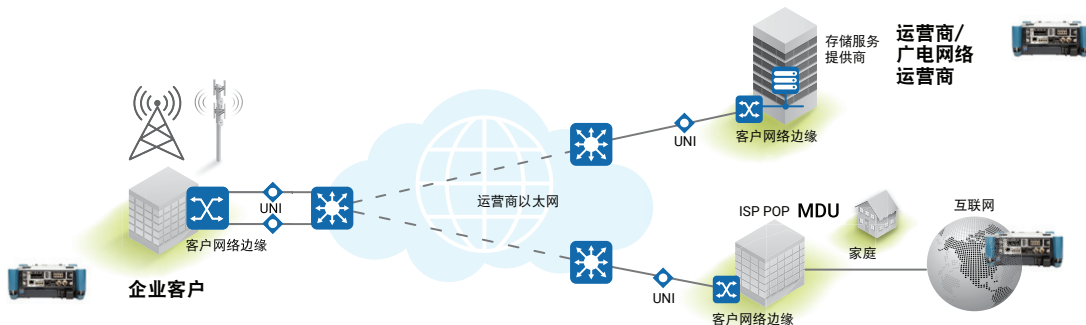 存储服务
提供商
运营商/
广电网络
运营商
客户网络边缘
UNI
运营商以太网
UNI
客户网络边缘
企业客户
ISP POP
MDU
家庭
互联网
UNI
客户网络边缘